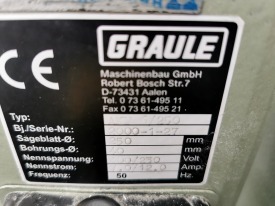 GRAULE
CE
Maschinenbau GmbH
Robert Bosch Str.7
D-73431 Aalen
Tel 0 73 61-495 11
Fax 0 73 61-495 21
Typ:
Bj./Serie-Nr.:
Sageblatt-Ø: mm
Bohrungs-Ø: mm
Nennspannung: Volt
Nennstrom: Amp.
Frequenz: 50 Hz.